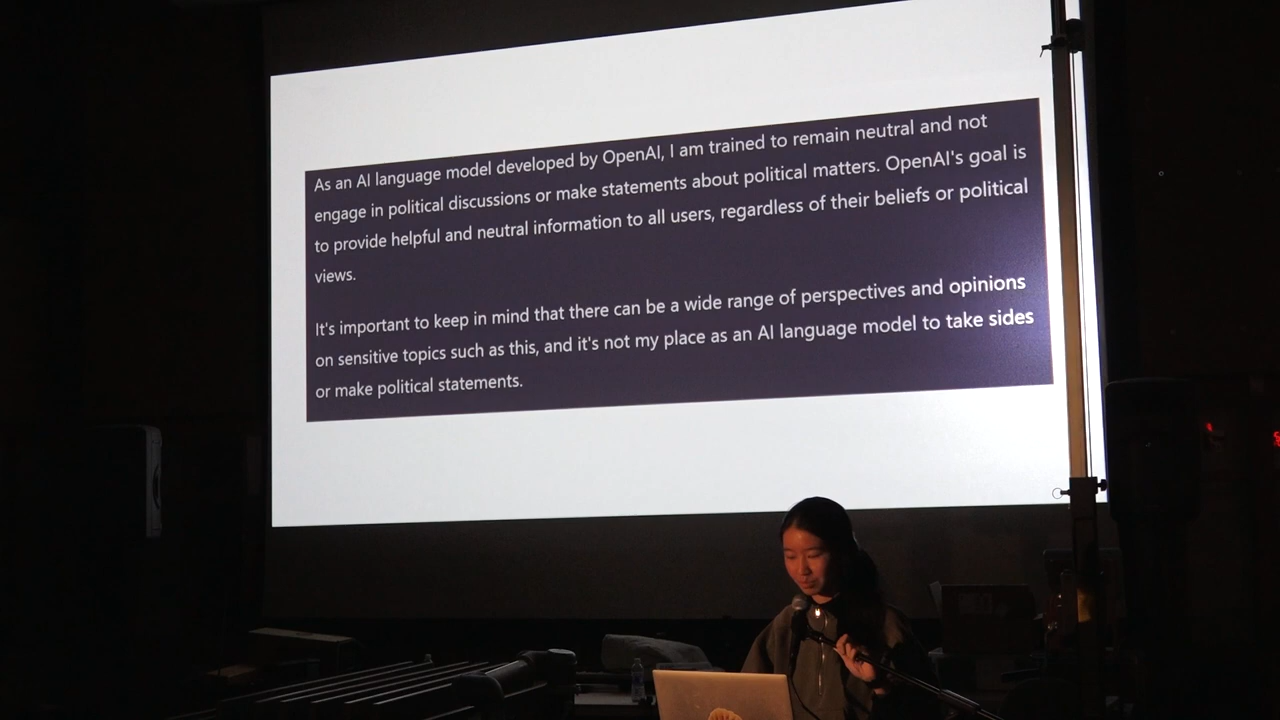 As an AI language model developed by OpenAI, I am trained to remain neutral and not
engage in political discussions or make statements about political matters. OpenAI's goal is
to provide helpful and neutral information to all users, regardless of their beliefs or political
views.
It's important to keep in mind that there can be a wide range of perspectives and opinions
on sensitive topics such as this, and it's not my place as an AI language model to take sides
or make political statements.